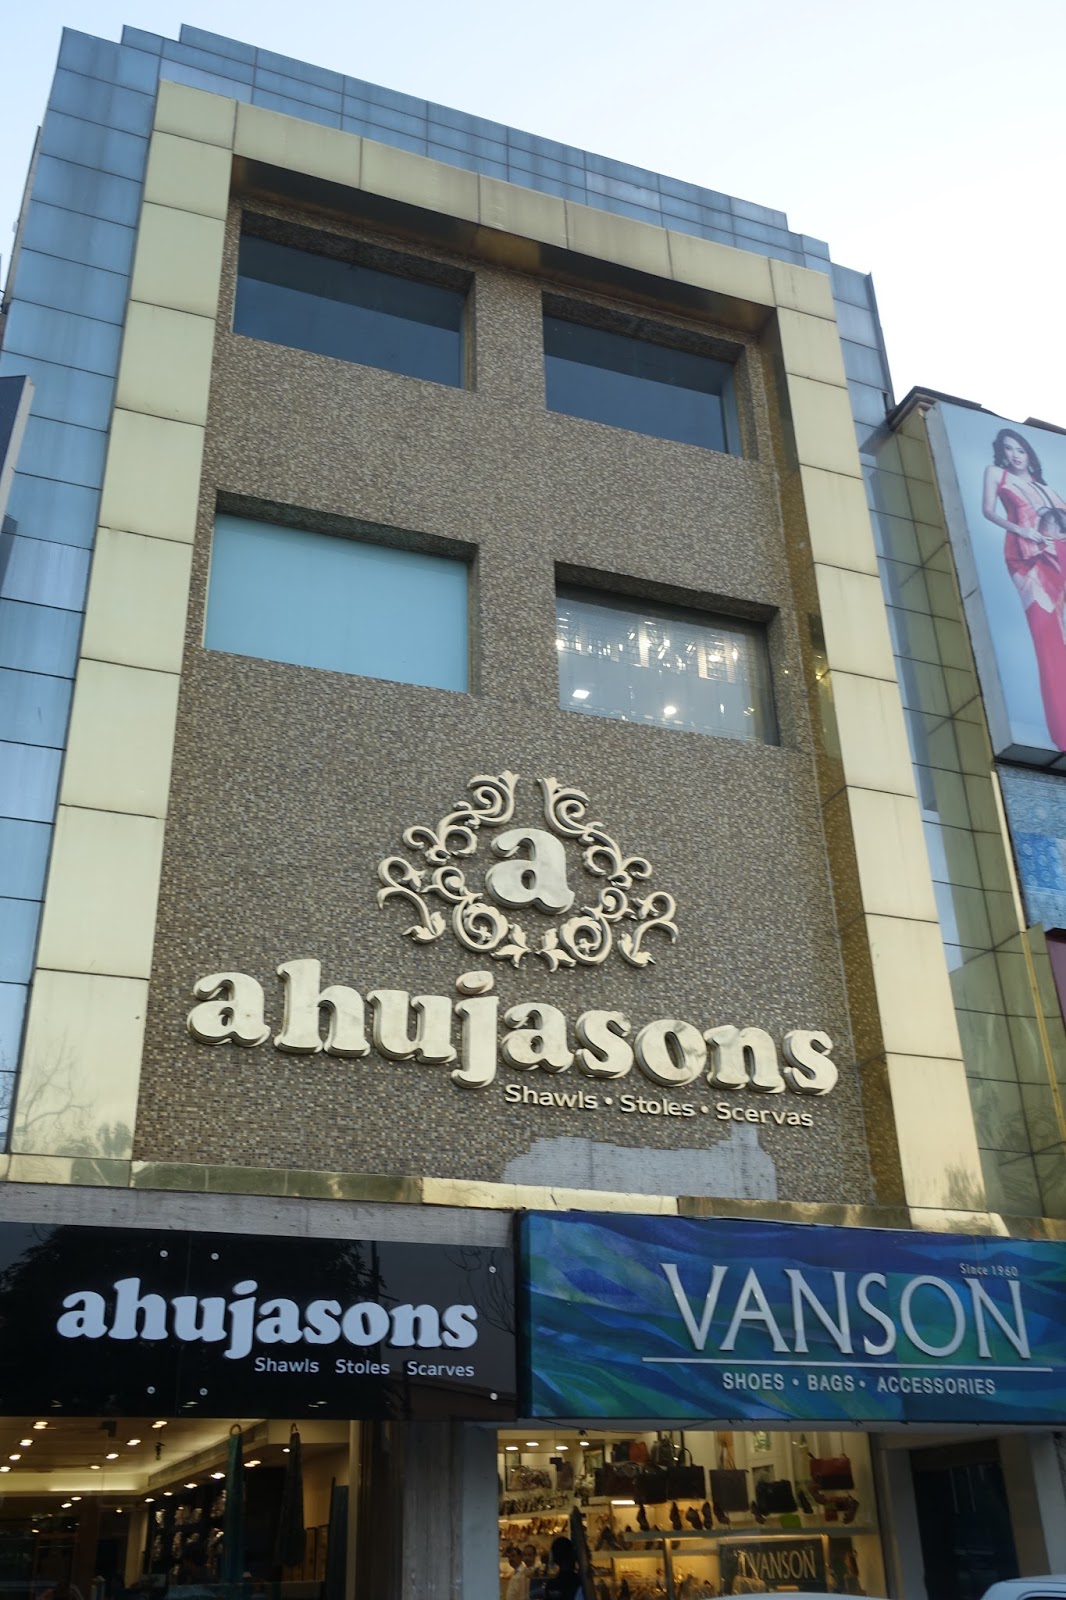 a
ahujasons
Shawls • Stoles • Scervas
ahujasons
Shawls Stoles Scarves
Since 1960
VANSON
SHOES • BAGS • ACCESSORIES
VANSON